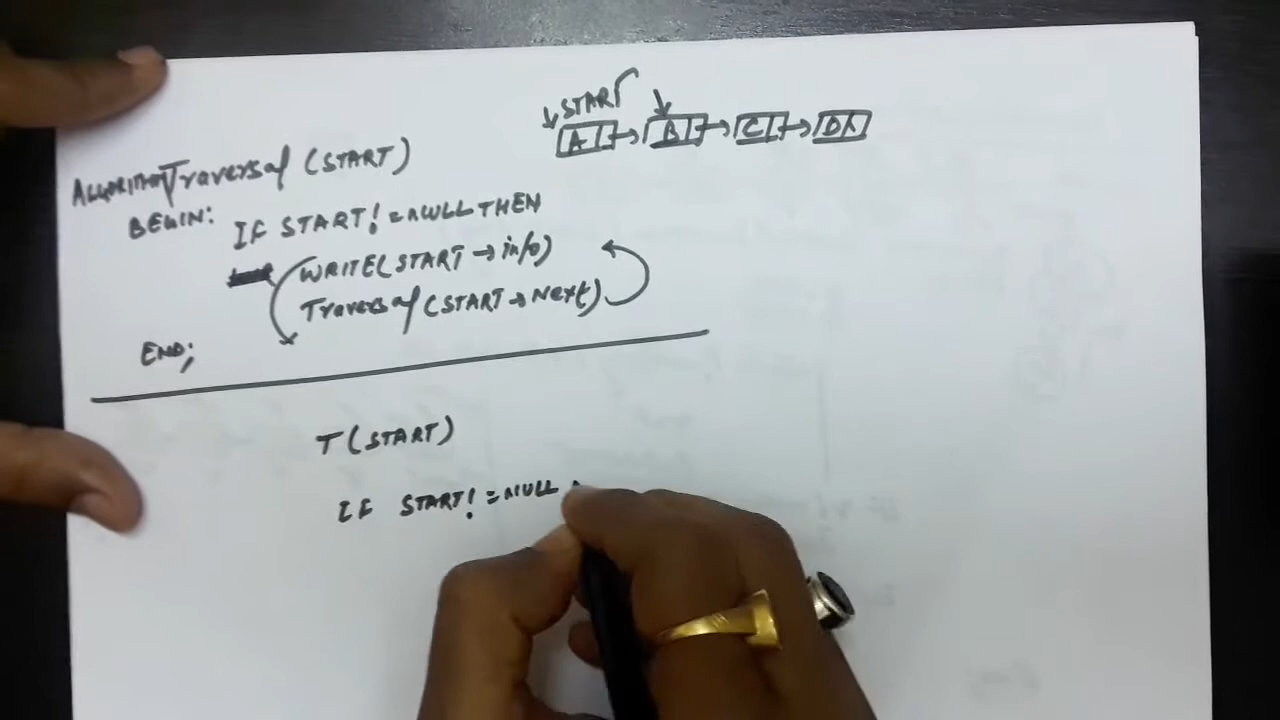 START
A B C DX
ALGORITHM Traversal (START)
BEGIN:
IF START! = NULL THEN
WRITE(START → info)
Traversal (START → Next)
END;
T(START)
IF START! = NULL